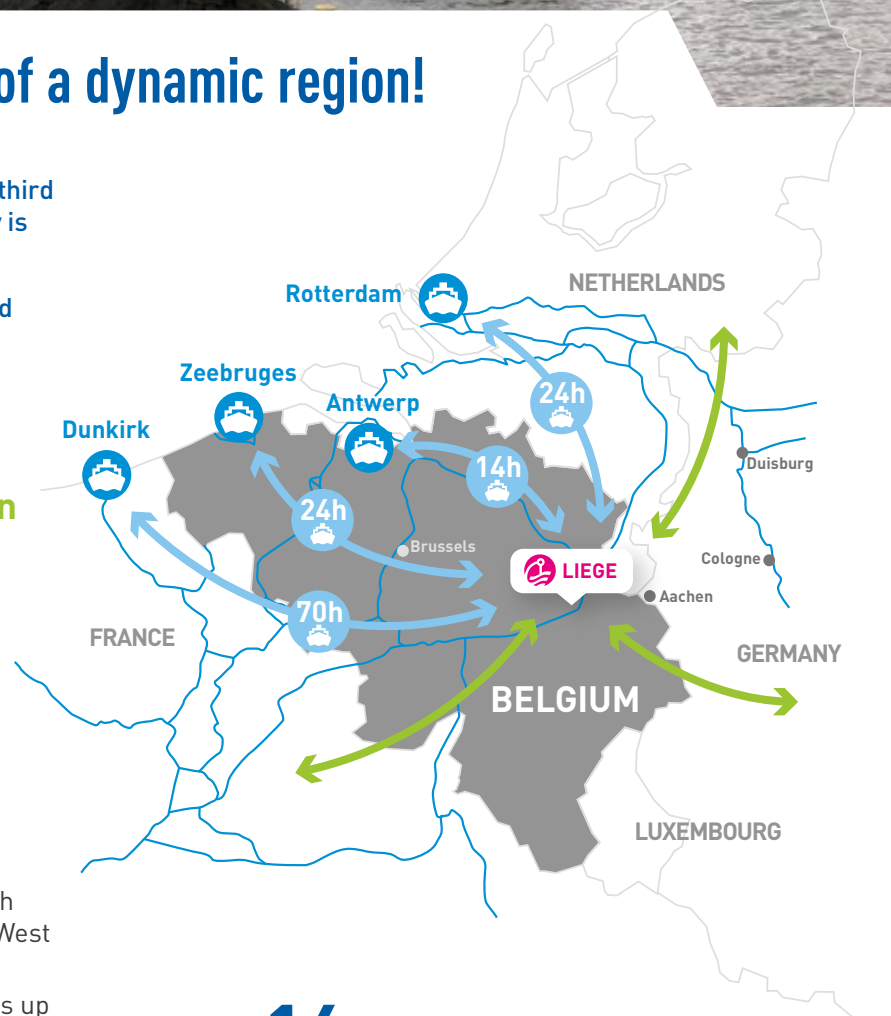 of a dynamic region!
third
is
d
n
Rotterdam
NETHERLANDS
Zeebruges
Antwerp
24h
Dunkirk
14h
Duisburg
24h
Brussels
Cologne
LIEGE
Aachen
70h
FRANCE
GERMANY
BELGIUM
LUXEMBOURG
h
West
s up